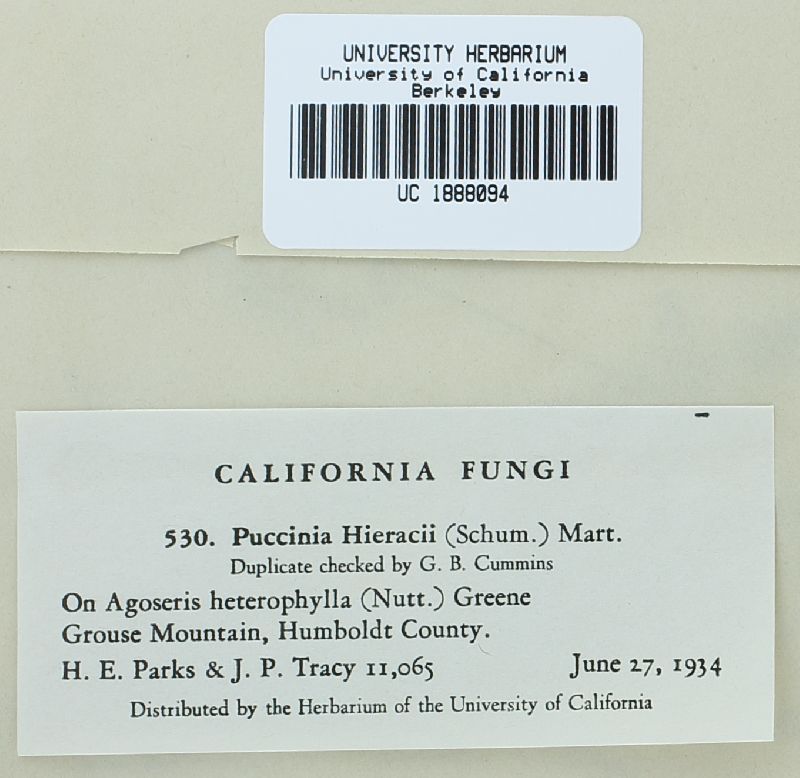 UNIVERSITY HERBARIUM
University of California
Berkeley
UC 1888094
CALIFORNIA FUNGI
530. Puccinia Hieracii (Schum.) Mart.
Duplicate checked by G. B. Cummins
On Agoseris heterophylla (Nutt.) Greene
Grouse Mountain, Humboldt County.
H. E. Parks & J. P. Tracy 11,065 June 27, 1934
Distributed by the Herbarium of the University of California